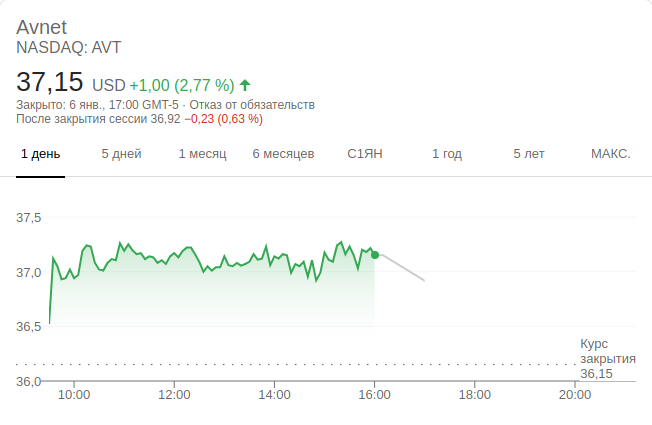 Avnet
NASDAQ: AVT
37,15 USD +1,00 (2,77 %)
Закрыто: 6 янв., 17:00 GMT-5 · Отказ от обязательств
После закрытия сессии 36,92 −0,23 (0,63 %)
1 день 5 дней 1 месяц 6 месяцев С1ЯН 1 год 5 лет МАКС.
37,5
37,0
36,5
Курс
закрытия
36,15
36,0
10:00 12:00 14:00 16:00 18:00 20:00